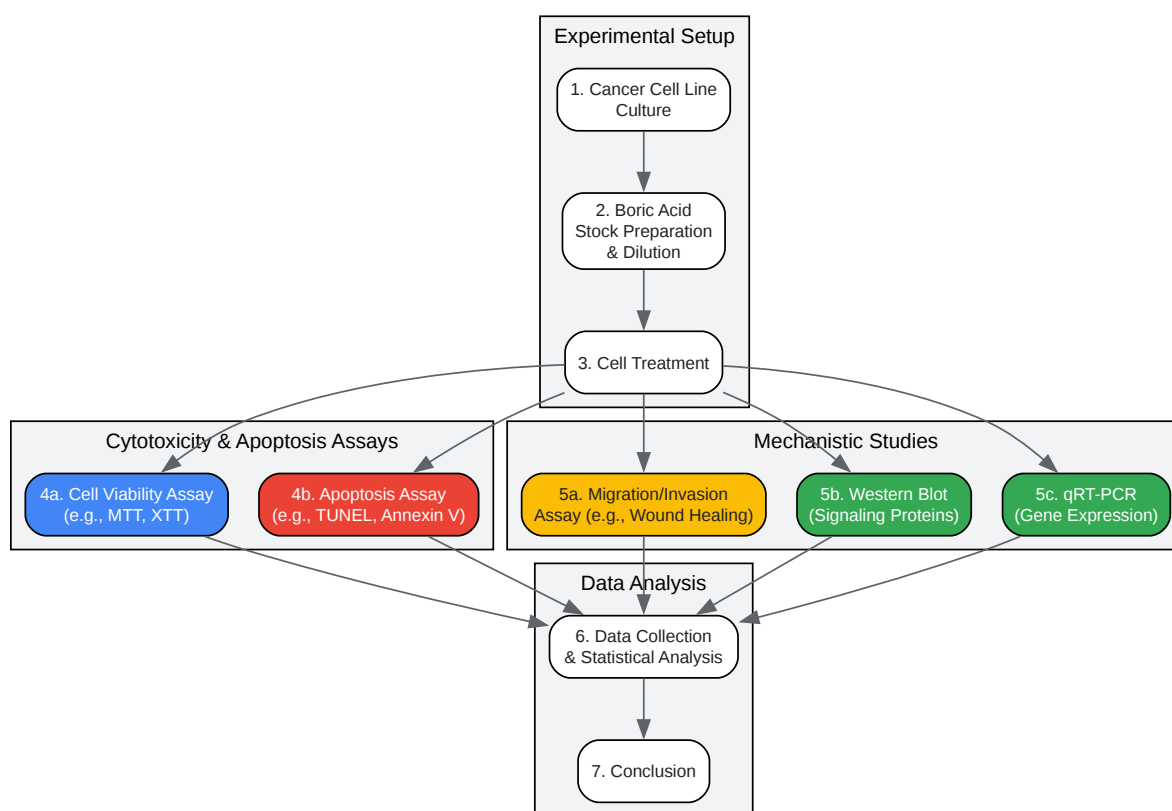 Experimental Setup
1. Cancer Cell Line
Culture
2. Boric Acid
Stock Preparation
& Dilution
3. Cell Treatment
Cytotoxicity & Apoptosis Assays
4a. Cell Viability Assay
(e.g., MTT, XTT)
4b. Apoptosis Assay
(e.g., TUNEL, Annexin V)
Mechanistic Studies
5a. Migration/Invasion
Assay (e.g., Wound Healing)
5b. Western Blot
(Signaling Proteins)
5c. qRT-PCR
(Gene Expression)
Data Analysis
6. Data Collection
& Statistical Analysis
7. Conclusion